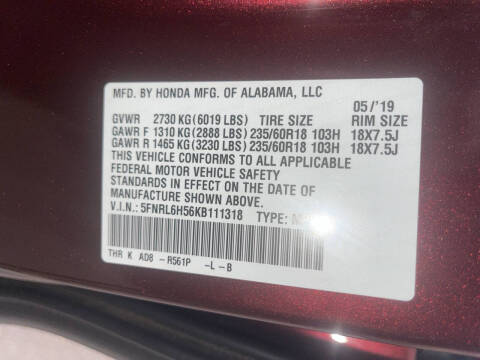 MFD. BY HONDA MFG. OF ALABAMA, LLC
05/'19
GVWR 2730 KG(6019 LBS) TIRE SIZE RIM SIZE
GAWR F 1310 KG(2888 LBS) 235/60R18 103H 18X7.5J
GAWR R 1465 KG(3230 LBS) 235/60R18 103H 18X7.5J
THIS VEHICLE CONFORMS TO ALL APPLICABLE
FEDERAL MOTOR VEHICLE SAFETY
STANDARDS IN EFFECT ON THE DATE OF
MANUFACTURE SHOWN ABOVE.
V.I.N.: 5FNRL6H56KB111318 TYPE:
THR K AD8 -R561P -L-B